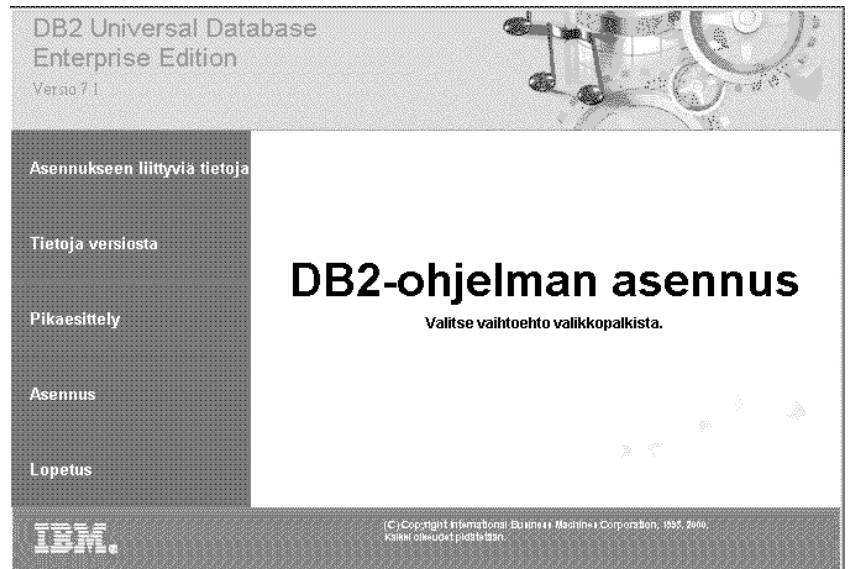 DB2 Universal Database
Enterprise Edition
Versio 7.1
Asennukseen liittyviä tietoja
Tietoja versiosta
Pikaesittely
Asennus
Lopetus
DB2-ohjelman asennus
Valitse vaihtoehto valikkopalkista.
IBM
(C) Copyright International Business Machines Corporation, 1995, 2000.
Kaikki oikeudet pidätetään.